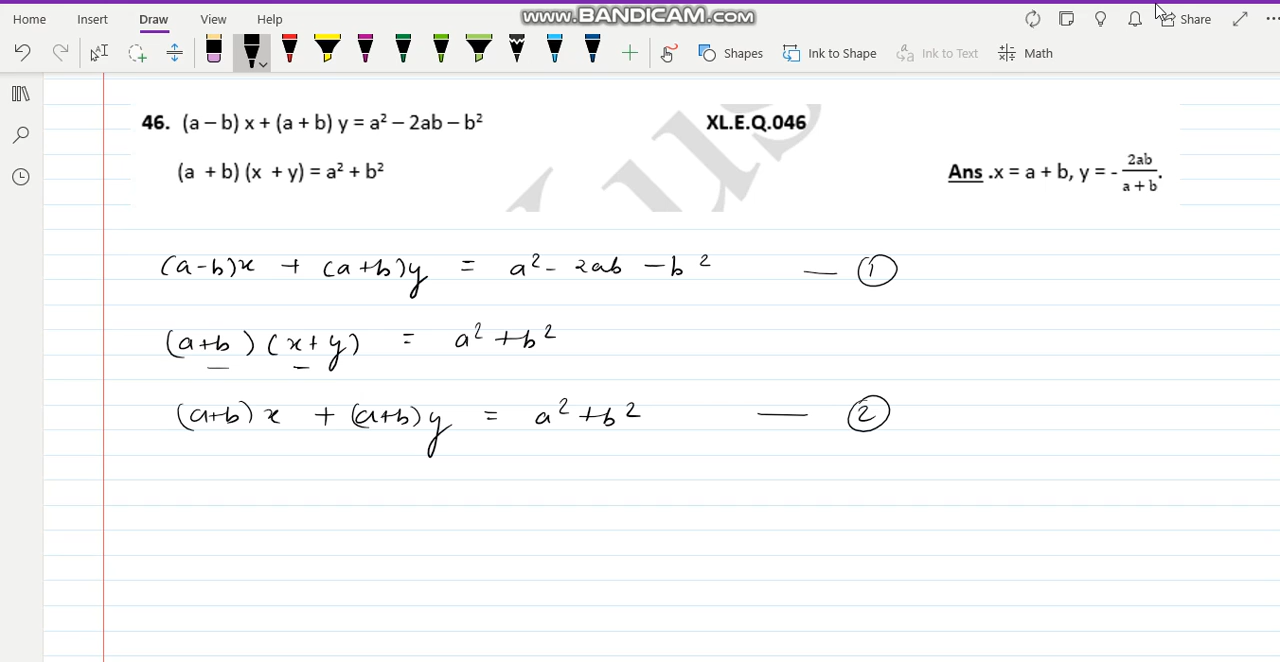 Home Insert Draw View Help
www.BANDICAM.com
Share
Shapes Ink to Shape Ink to Text Math
46. (a – b) x + (a + b) y = a² – 2ab – b² XL.E.Q.046
(a + b) (x + y) = a² + b² Ans .x = a + b, y = - 2ab/a + b.
(a-b)x + (a+b)y = a² - 2ab - b² — ①
(a+b) (x+y) = a² + b²
(a+b)x + (a+b)y = a² + b² — ②